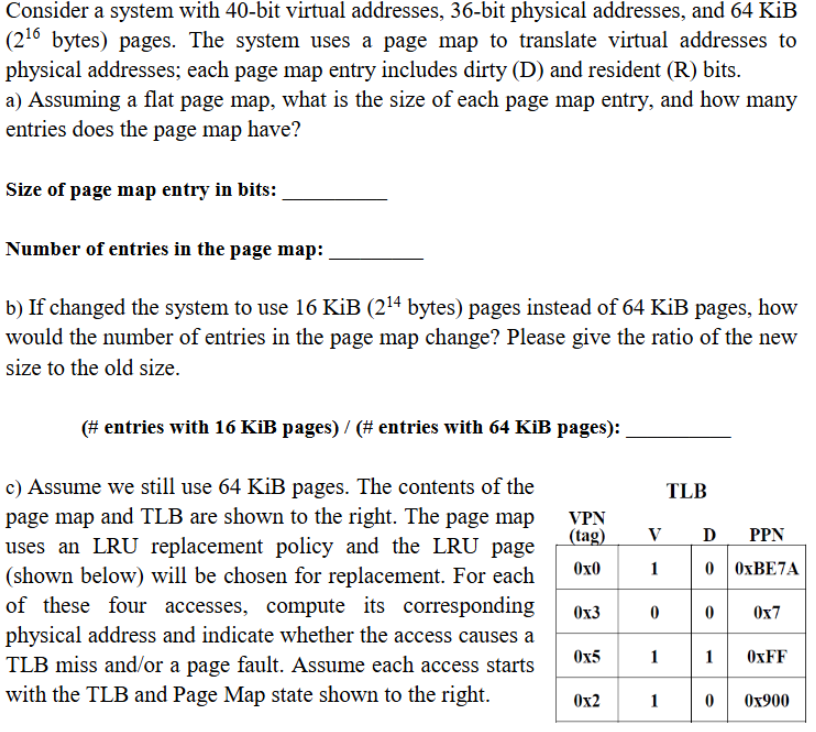 Consider a system with 40-bit virtual addresses, 36-bit physical addresses, and 64 KiB
(2¹⁶ bytes) pages. The system uses a page map to translate virtual addresses to
physical addresses; each page map entry includes dirty (D) and resident (R) bits.
a) Assuming a flat page map, what is the size of each page map entry, and how many
entries does the page map have?
Size of page map entry in bits: __________
Number of entries in the page map: _________
b) If changed the system to use 16 KiB (2¹⁴ bytes) pages instead of 64 KiB pages, how
would the number of entries in the page map change? Please give the ratio of the new
size to the old size.
(# entries with 16 KiB pages) / (# entries with 64 KiB pages): __________
c) Assume we still use 64 KiB pages. The contents of the
page map and TLB are shown to the right. The page map
uses an LRU replacement policy and the LRU page
(shown below) will be chosen for replacement. For each
of these four accesses, compute its corresponding
physical address and indicate whether the access causes a
TLB miss and/or a page fault. Assume each access starts
with the TLB and Page Map state shown to the right.
TLB
VPN
(tag) V D PPN
0x0 1 0 0xBE7A
0x3 0 0 0x7
0x5 1 1 0xFF
0x2 1 0 0x900